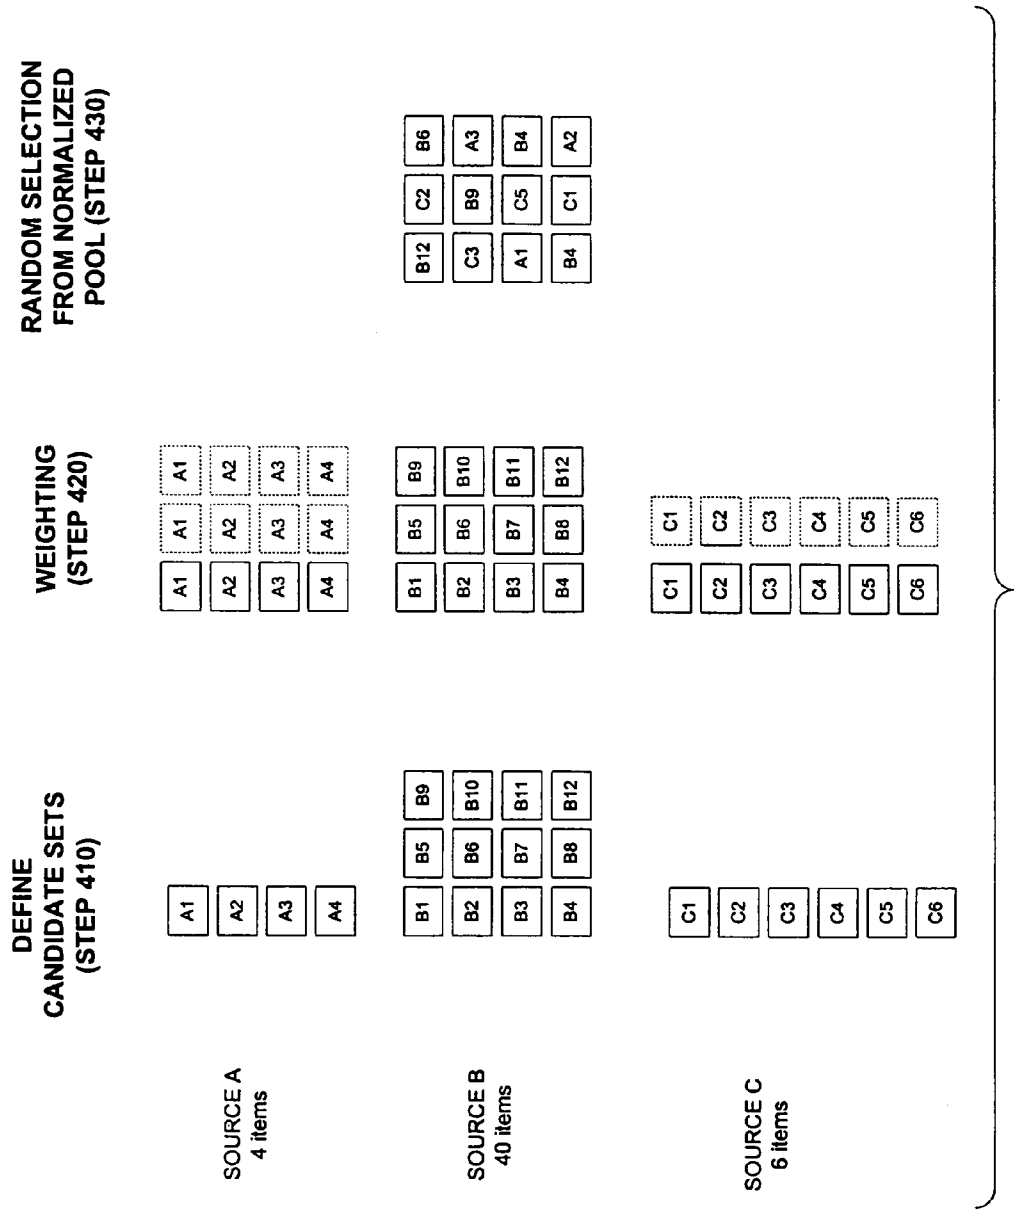 DEFINE
CANDIDATE SETS
(STEP 410)
WEIGHTING
(STEP 420)
RANDOM SELECTION
FROM NORMALIZED
POOL (STEP 430)
SOURCE A
4 items
A1
A2
A3
A4
A1 A1 A1
A2 A2 A2
A3 A3 A3
A4 A4 A4
SOURCE B
40 items
B1 B5 B9
B2 B6 B10
B3 B7 B11
B4 B8 B12
B1 B5 B9
B2 B6 B10
B3 B7 B11
B4 B8 B12
B12 C2 B6
C3 B9 A3
A1 C5 B4
B4 C1 A2
SOURCE C
6 items
C1
C2
C3
C4
C5
C6
C1 C1
C2 C2
C3 C3
C4 C4
C5 C5
C6 C6